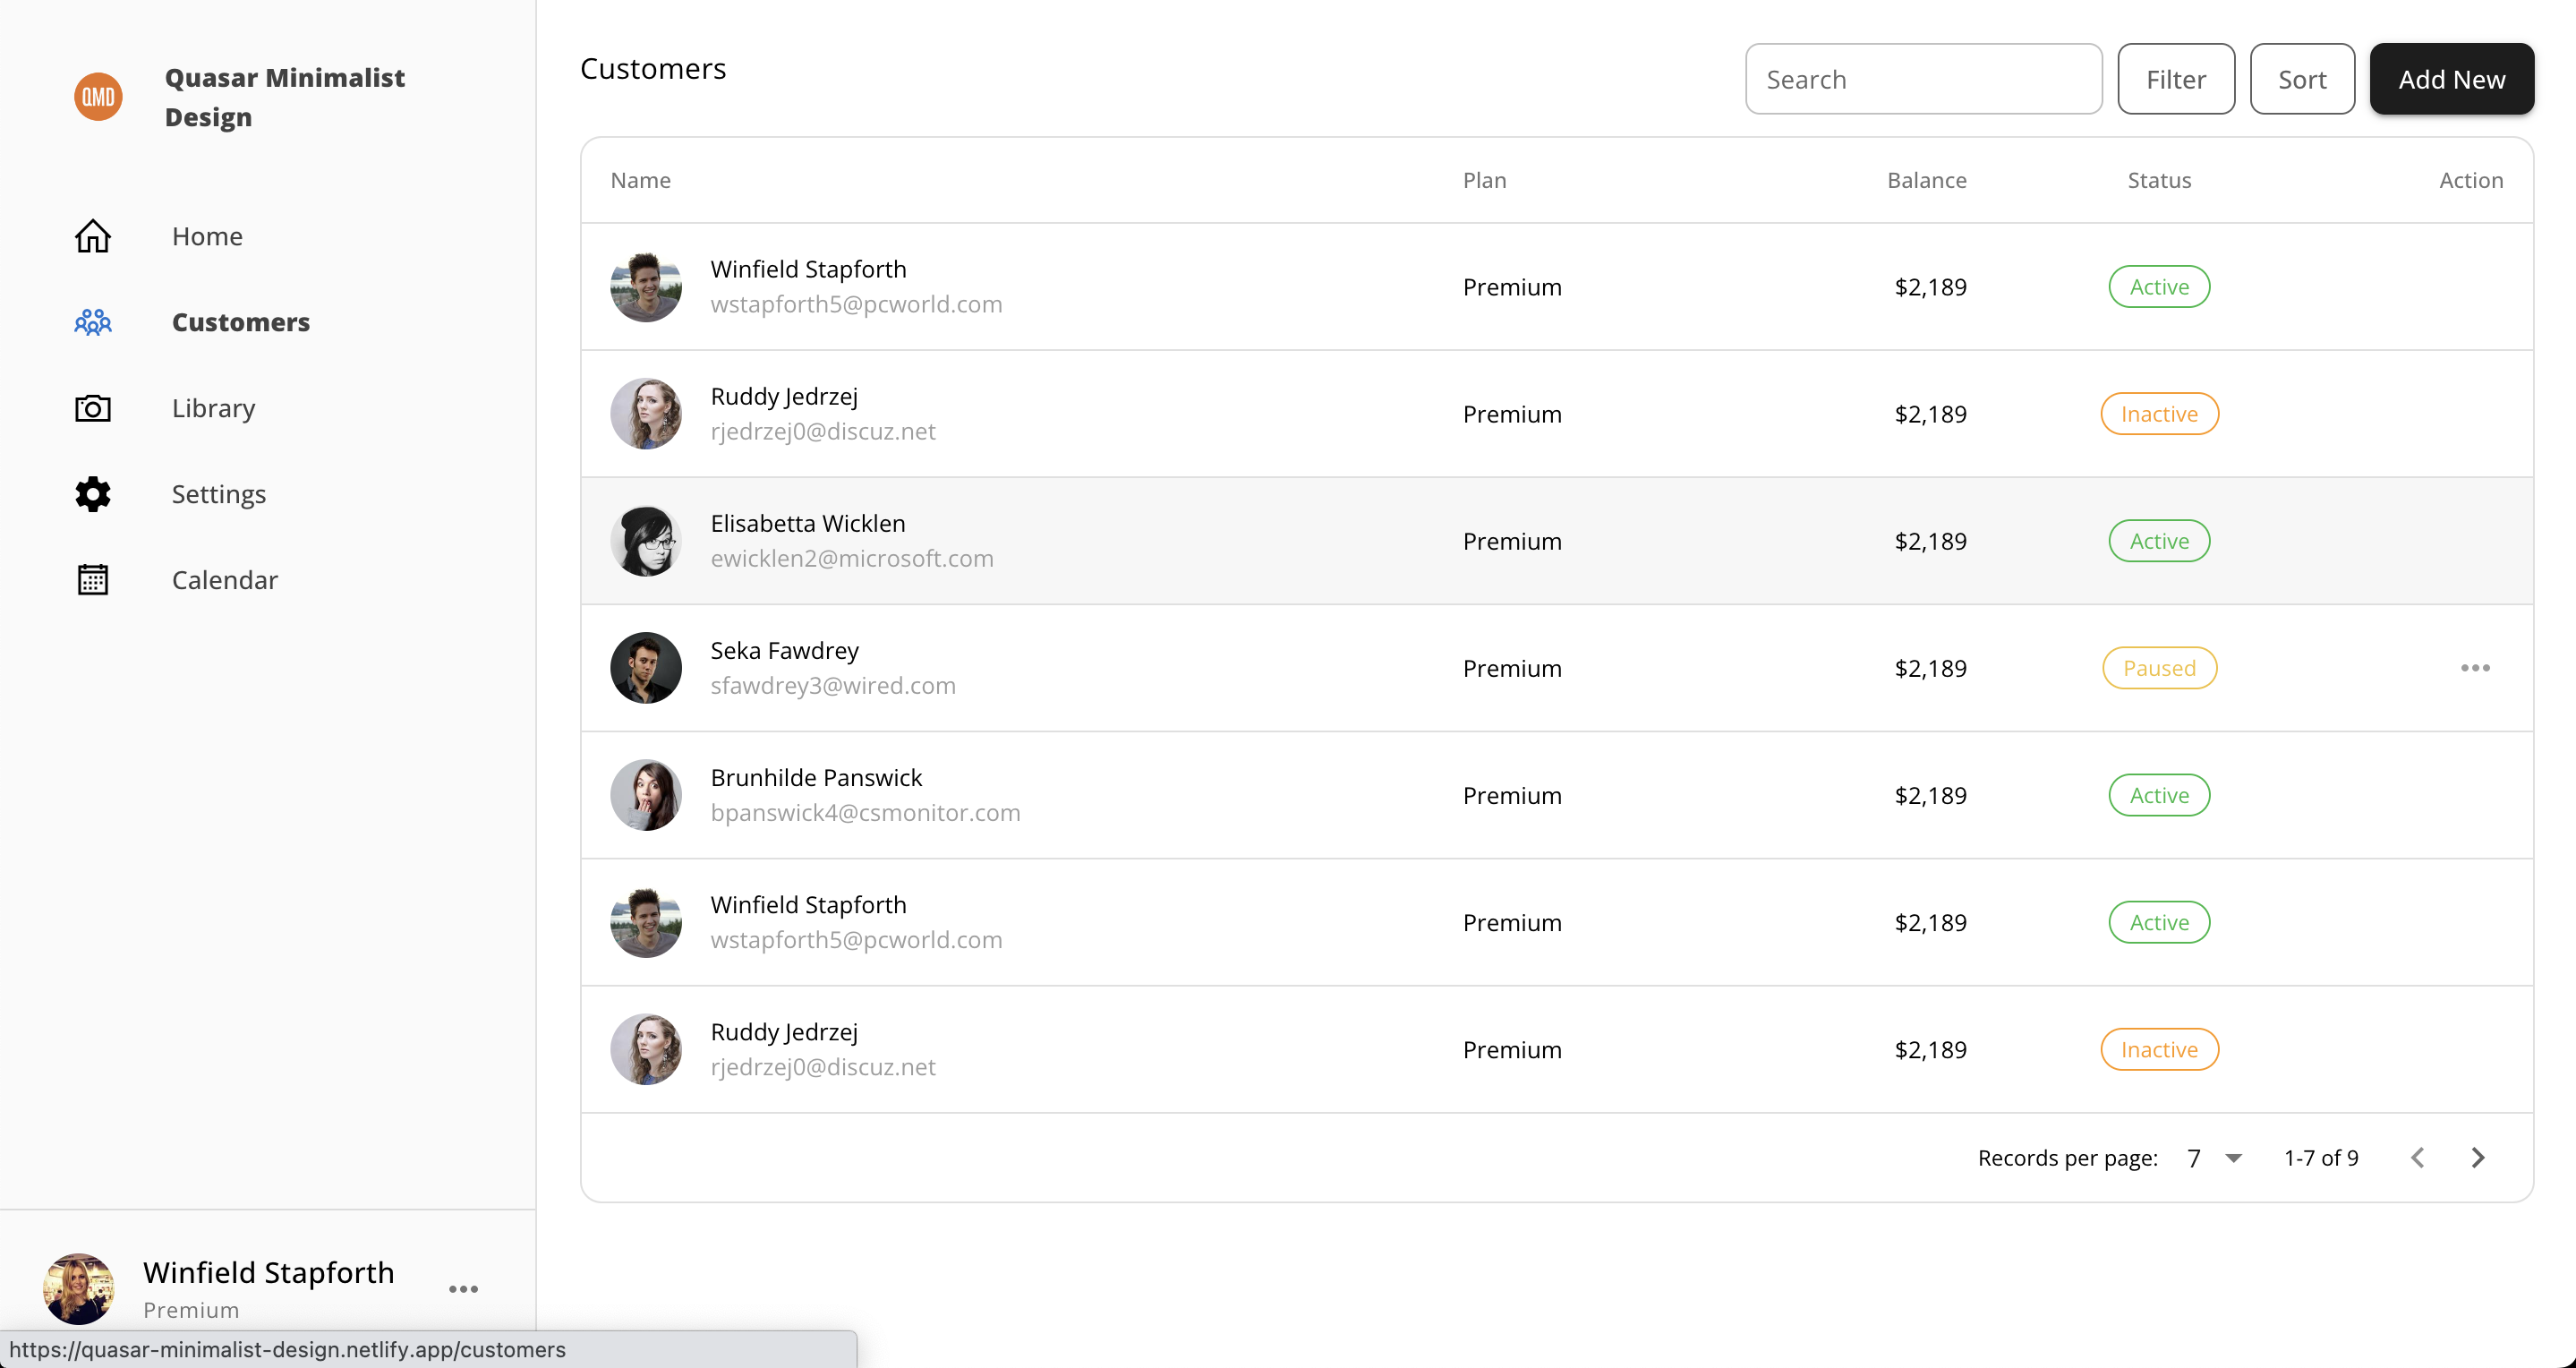 QMD
Quasar Minimalist
Design
Home
Customers
Library
Settings
Calendar
Winfield Stapforth
Premium
https://quasar-minimalist-design.netlify.app/customers
Customers
Search
Filter
Sort
Add New
Name Plan Balance Status Action
Winfield Stapforth
wstapforth5@pcworld.com
Premium $2,189 Active
Ruddy Jedrzej
rjedrzej0@discuz.net
Premium $2,189 Inactive
Elisabetta Wicklen
ewicklen2@microsoft.com
Premium $2,189 Active
Seka Fawdrey
sfawdrey3@wired.com
Premium $2,189 Paused
Brunhilde Panswick
bpanswick4@csmonitor.com
Premium $2,189 Active
Winfield Stapforth
wstapforth5@pcworld.com
Premium $2,189 Active
Ruddy Jedrzej
rjedrzej0@discuz.net
Premium $2,189 Inactive
Records per page: 7 1-7 of 9